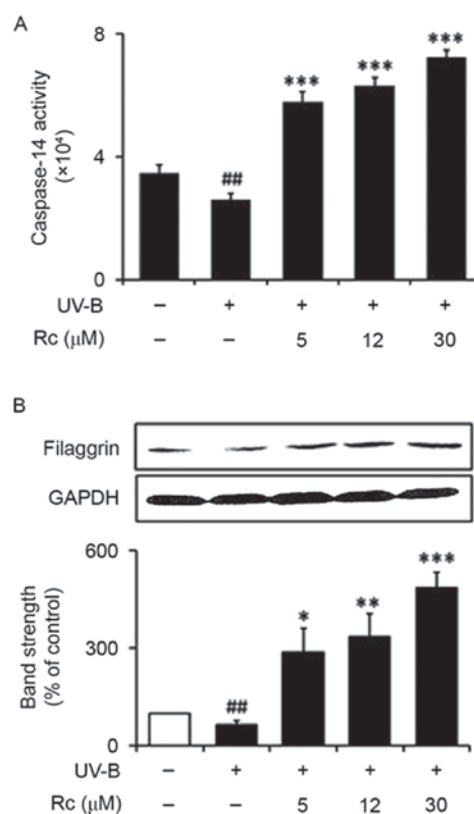 A
Caspase-14 activity
(×10⁴)
8
4
0
## *** *** ***
UV-B − + + + +
Rc (μM) − − 5 12 30
B
Filaggrin
GAPDH
Band strength
(% of control)
600
300
0
## * ** ***
UV-B − + + + +
Rc (μM) − − 5 12 30